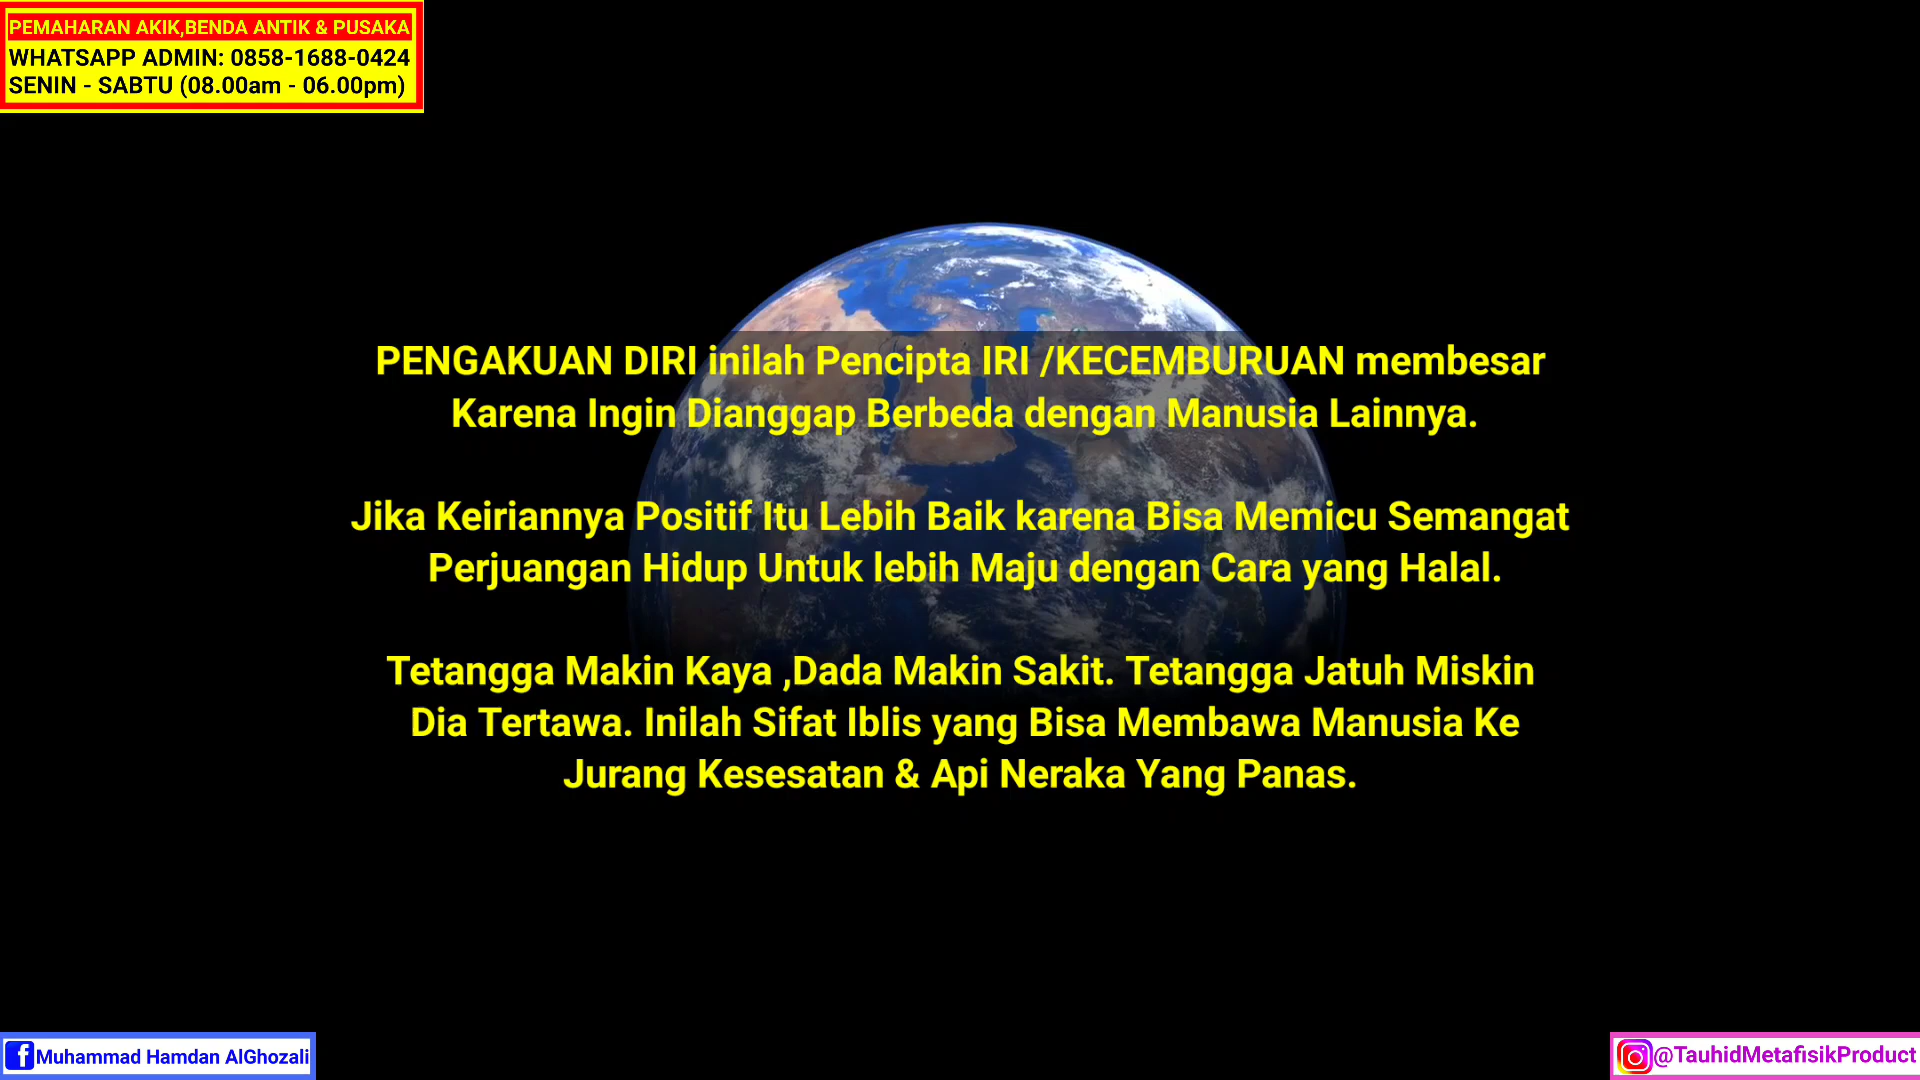 PEMAHARAN AKIK,BENDA ANTIK & PUSAKA
WHATSAPP ADMIN: 0858-1688-0424
SENIN - SABTU (08.00am - 06.00pm)
PENGAKUAN DIRI inilah Pencipta IRI /KECEMBURUAN membesar
Karena Ingin Dianggap Berbeda dengan Manusia Lainnya.
Jika Keiriannya Positif Itu Lebih Baik karena Bisa Memicu Semangat
Perjuangan Hidup Untuk lebih Maju dengan Cara yang Halal.
Tetangga Makin Kaya ,Dada Makin Sakit. Tetangga Jatuh Miskin
Dia Tertawa. Inilah Sifat Iblis yang Bisa Membawa Manusia Ke
Jurang Kesesatan & Api Neraka Yang Panas.
Muhammad Hamdan AlGhozali
@TauhidMetafisikProduct